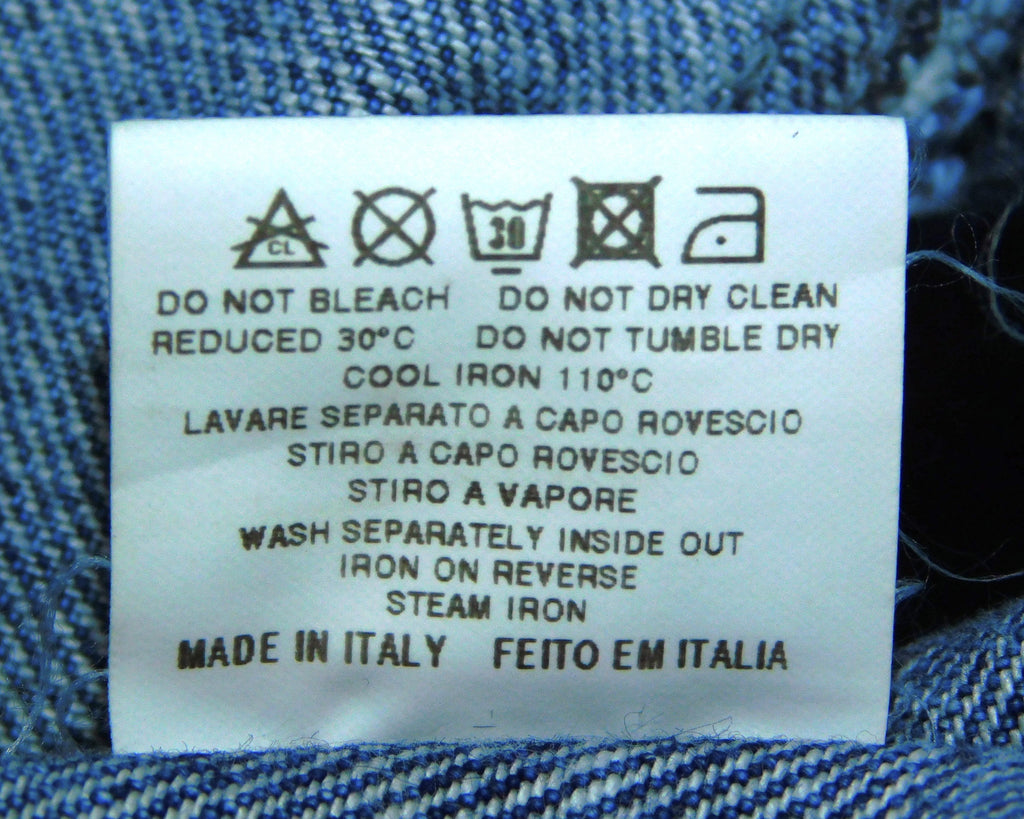 CL 30
DO NOT BLEACH DO NOT DRY CLEAN
REDUCED 30°C DO NOT TUMBLE DRY
COOL IRON 110°C
LAVARE SEPARATO A CAPO ROVESCIO
STIRO A CAPO ROVESCIO
STIRO A VAPORE
WASH SEPARATELY INSIDE OUT
IRON ON REVERSE
STEAM IRON
MADE IN ITALY FEITO EM ITALIA